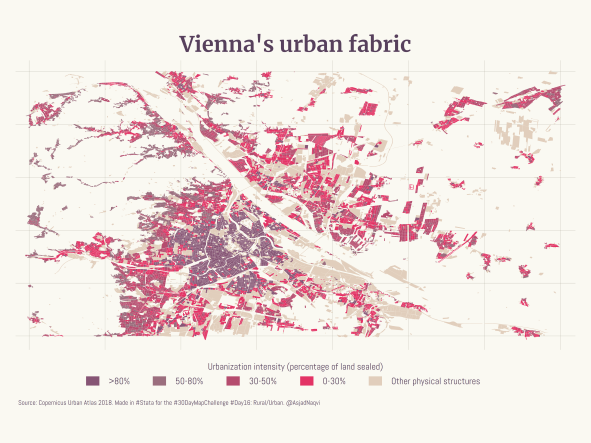 Vienna's urban fabric
Urbanization intensity (percentage of land sealed)
>80% 50-80% 30-50% 0-30% Other physical structures
Source: Copernicus Urban Atlas 2018. Made in #Stata for the #30DayMapChallenge #Day16: Rural/Urban. @AsjadNaqvi